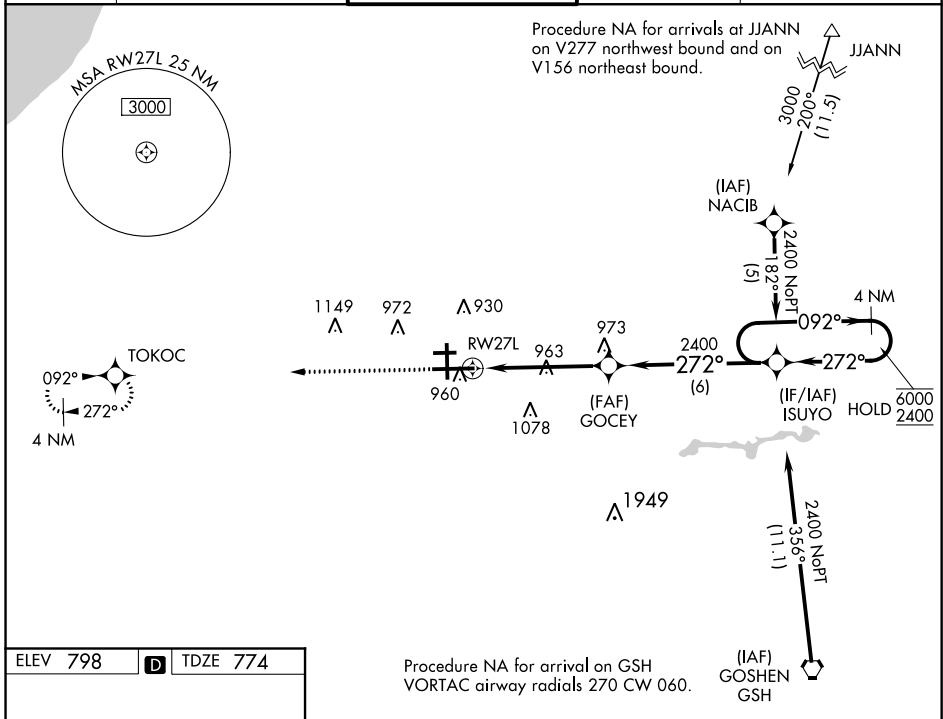 Procedure NA for arrivals at JJANN
on V277 northwest bound and on
V156 northeast bound.
JJANN
MSA RW27L 25 NM
3000
3000
200°
(11.5)
(IAF)
NACIB
2400 NoPT
182°
(5)
4 NM
092°
1149
972
930
973
RW27L
963
2400
272°
(6)
272°
TOKOC
092°
272°
4 NM
960
1078
(FAF)
GOCEY
(IF/IAF)
ISUYO
HOLD
6000
2400
1949
2400 NoPT
356°
(11.1)
ELEV 798
D
TDZE 774
Procedure NA for arrival on GSH
VORTAC airway radials 270 CW 060.
(IAF)
GOSHEN
GSH